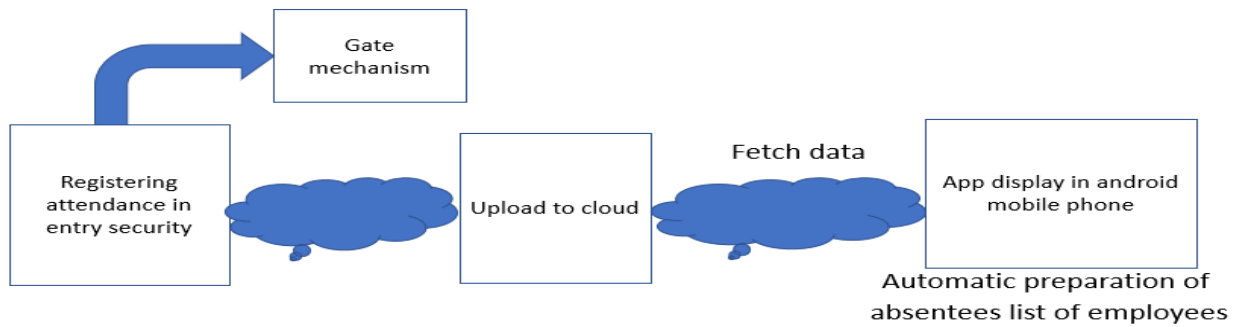 Gate
mechanism
Registering
attendance in
entry security
Upload to cloud
Fetch data
App display in android
mobile phone
Automatic preparation of
absentees list of employees